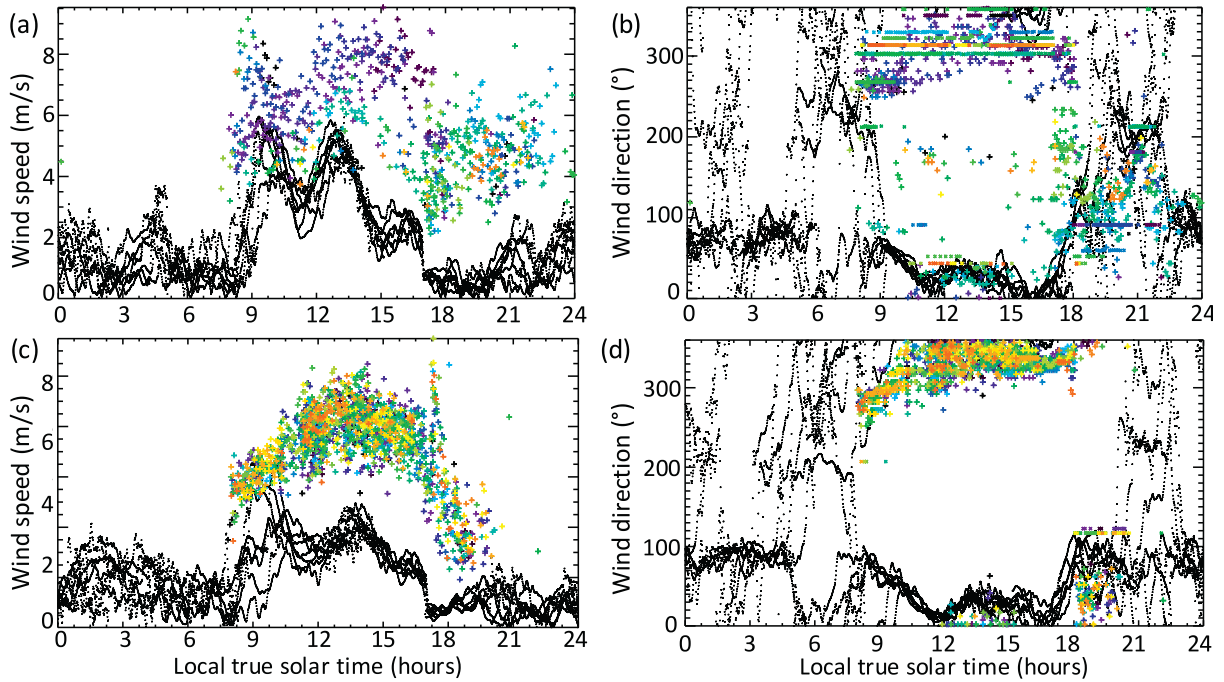 (a)
Wind speed (m/s)
8
6
4
2
0
0 3 6 9 12 15 18 21 24
(b)
Wind direction (°)
300
200
100
0
0 3 6 9 12 15 18 21 24
(c)
Wind speed (m/s)
8
6
4
2
0
0 3 6 9 12 15 18 21 24
Local true solar time (hours)
(d)
Wind direction (°)
300
200
100
0
0 3 6 9 12 15 18 21 24
Local true solar time (hours)